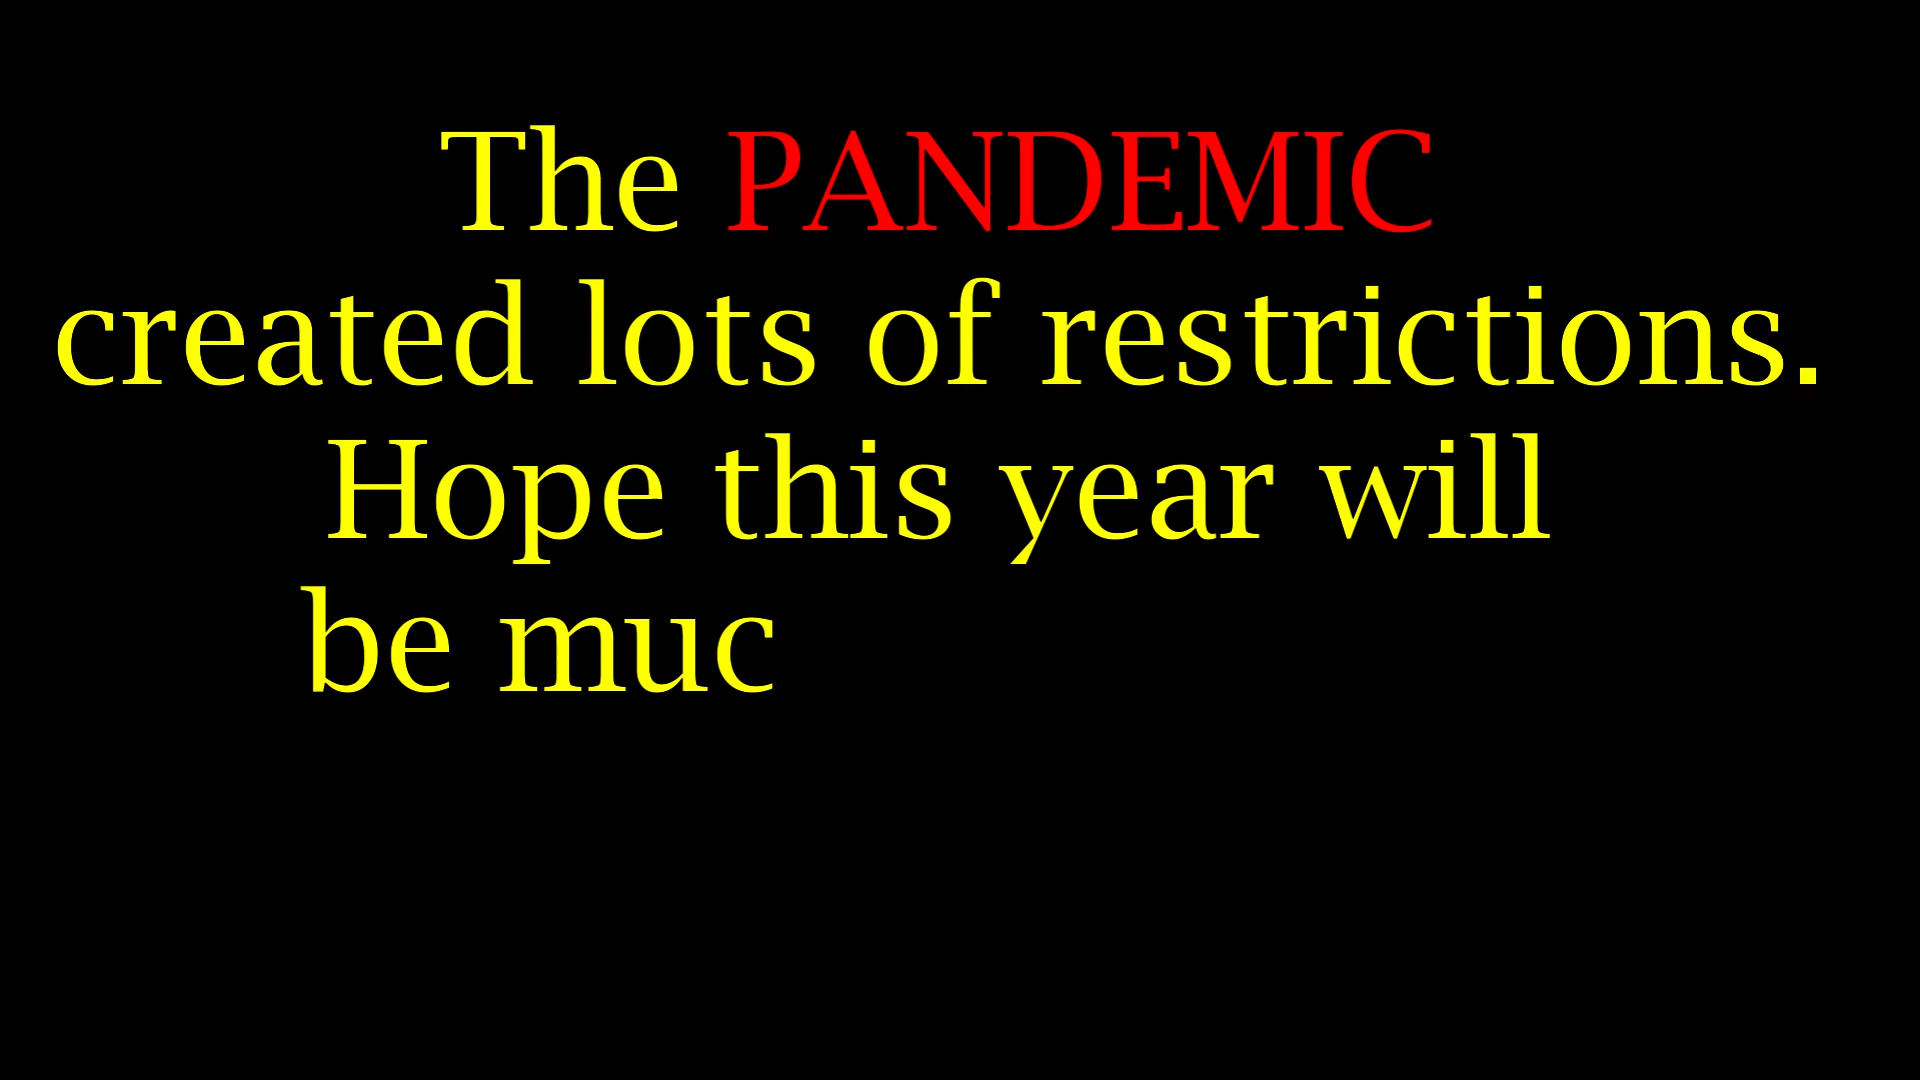 The PANDEMIC
created lots of restrictions.
Hope this year will
be muc